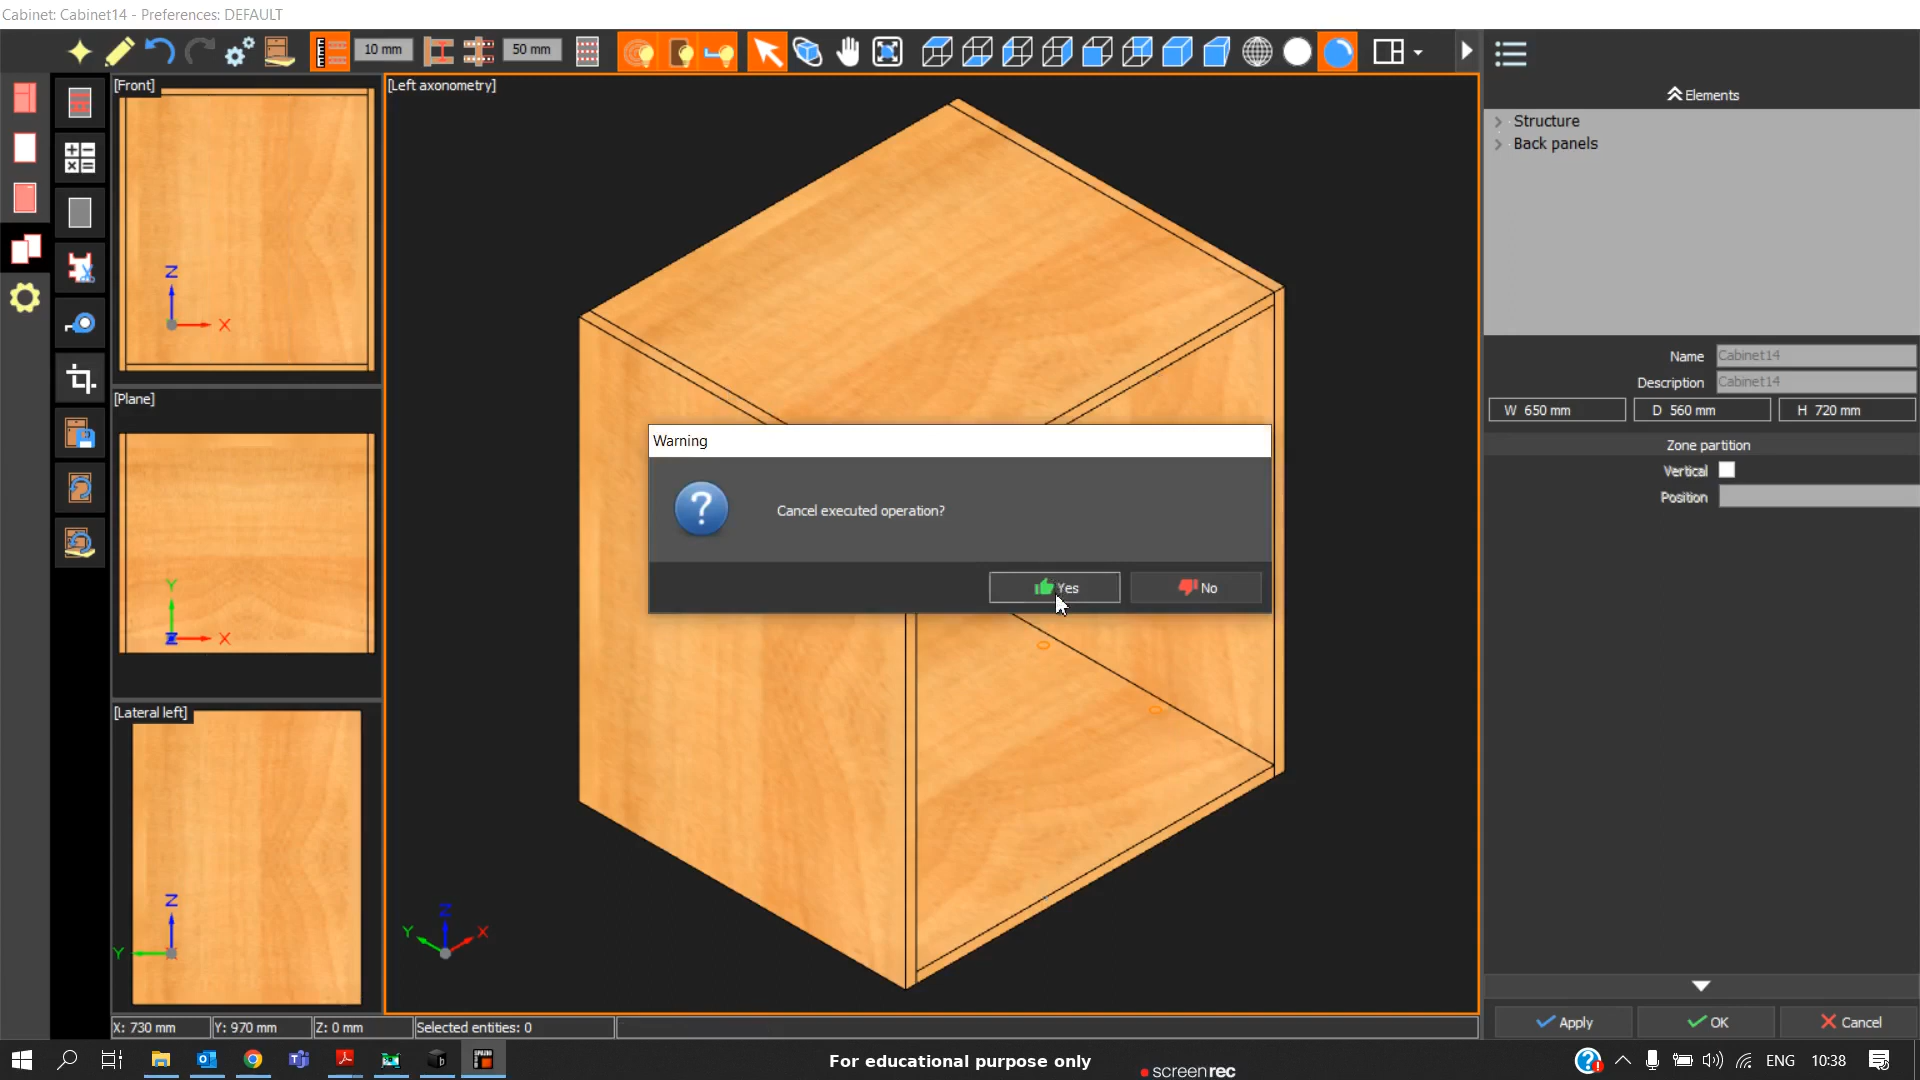 Cabinet: Cabinet14 - Preferences: DEFAULT
10 mm
50 mm
[Front]
[Left axonometry]
Elements
Structure
Back panels
Z
X
Name Cabinet14
Description Cabinet14
[Plane]
W 650 mm D 560 mm H 720 mm
Warning
Zone partition
Vertical
Position
Cancel executed operation?
Yes No
Y
Z X
[Lateral left]
Z
Y
Z
Y X
Apply OK Cancel
X: 730 mm Y: 970 mm Z: 0 mm Selected entities: 0
For educational purpose only
screenrec
ENG 10:38